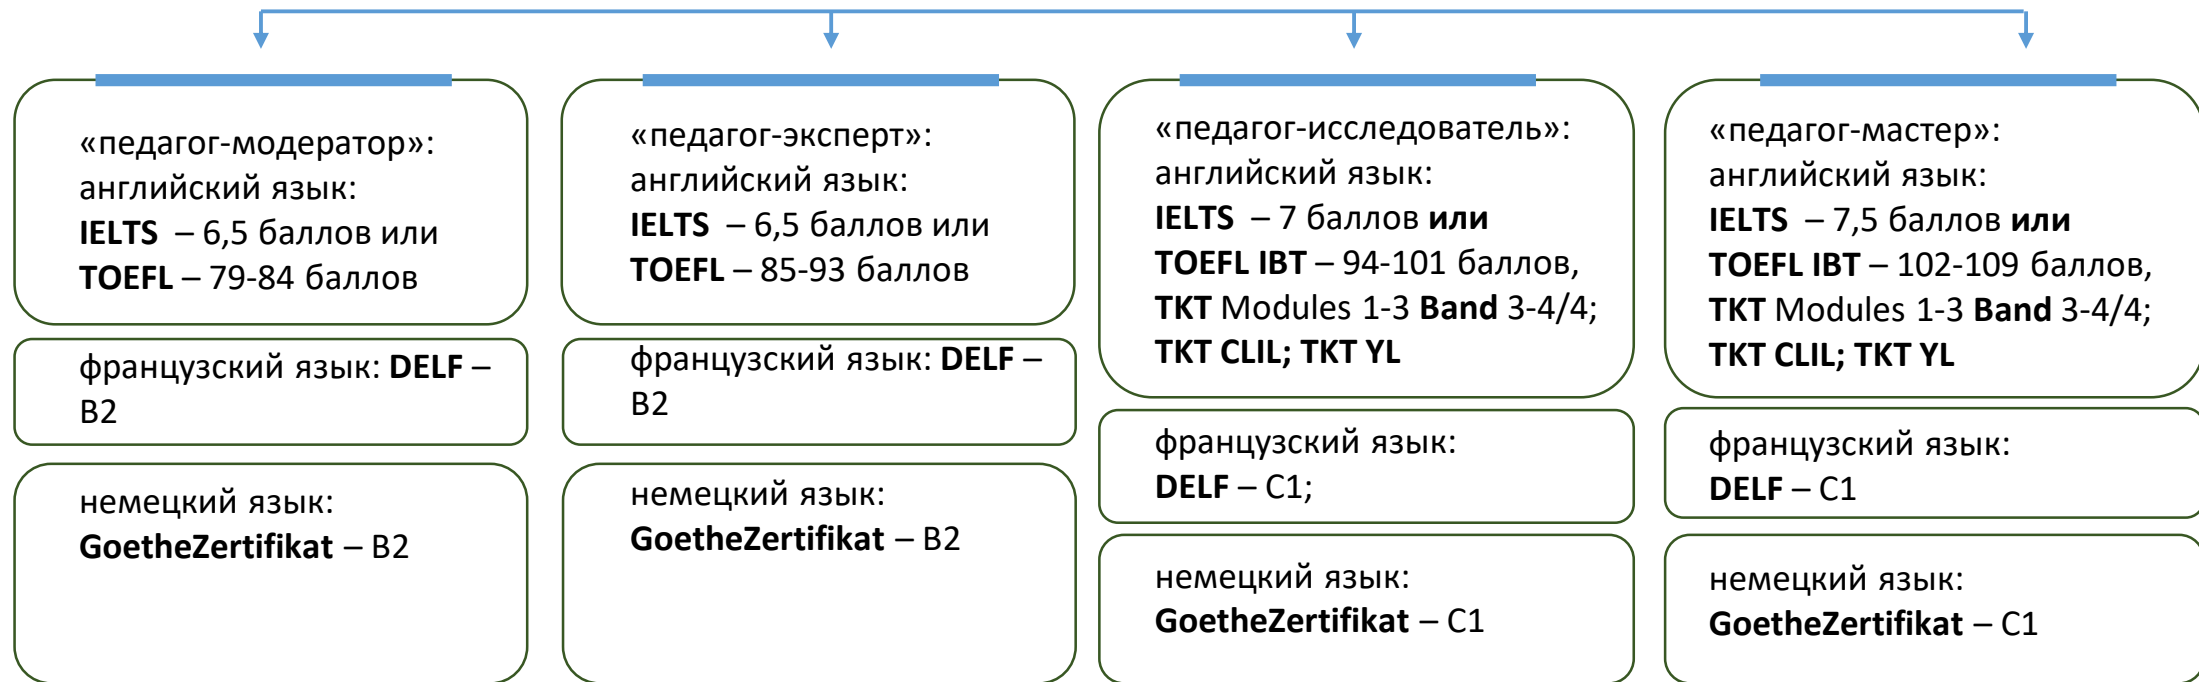 «педагог-модератор»:
английский язык:
IELTS – 6,5 баллов или
TOEFL – 79-84 баллов
французский язык: DELF –
B2
немецкий язык:
GoetheZertifikat – B2
«педагог-эксперт»:
английский язык:
IELTS – 6,5 баллов или
TOEFL – 85-93 баллов
французский язык: DELF –
B2
немецкий язык:
GoetheZertifikat – B2
«педагог-исследователь»:
английский язык:
IELTS – 7 баллов или
TOEFL IBT – 94-101 баллов,
TKT Modules 1-3 Band 3-4/4;
TKT CLIL; TKT YL
французский язык:
DELF – C1;
немецкий язык:
GoetheZertifikat – C1
«педагог-мастер»:
английский язык:
IELTS – 7,5 баллов или
TOEFL IBT – 102-109 баллов,
TKT Modules 1-3 Band 3-4/4;
TKT CLIL; TKT YL
французский язык:
DELF – C1
немецкий язык:
GoetheZertifikat – C1